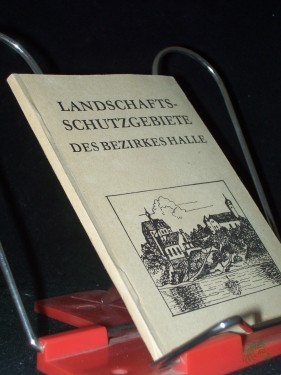 LANDSCHAFTS-
SCHUTZGEBIETE
DES BEZIRKES HALLE